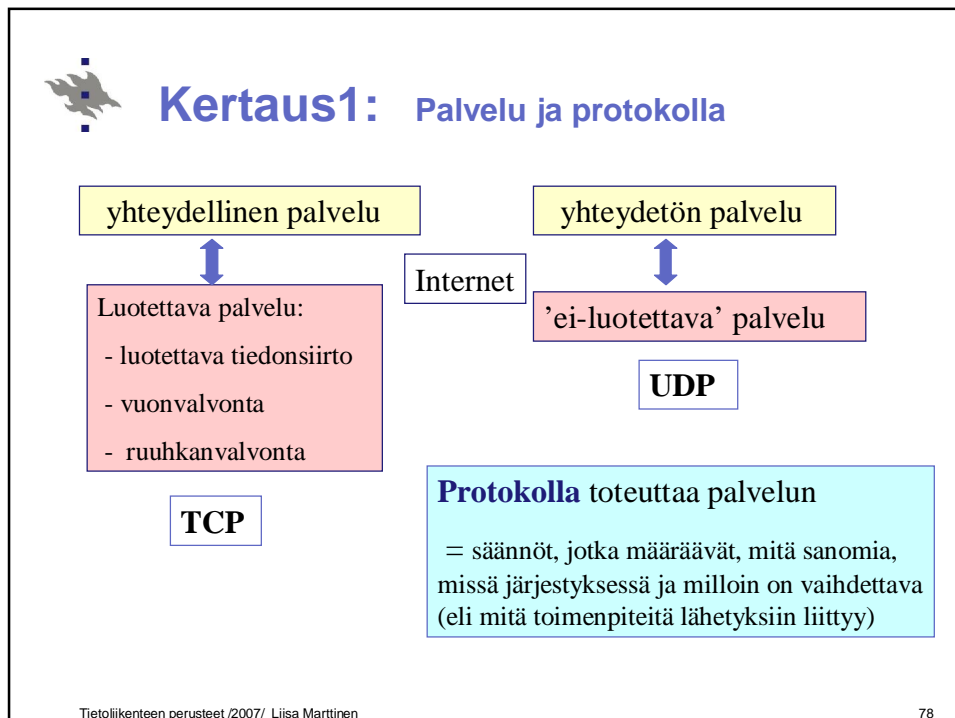 Kertaus1: Palvelu ja protokolla
yhteydellinen palvelu
yhteydetön palvelu
Internet
Luotettava palvelu:
- luotettava tiedonsiirto
- vuonvalvonta
- ruuhkanvalvonta
’ei-luotettava’ palvelu
UDP
TCP
Protokolla toteuttaa palvelun
= säännöt, jotka määräävät, mitä sanomia,
missä järjestyksessä ja milloin on vaihdettava
(eli mitä toimenpiteitä lähetyksiin liittyy)
Tietoliikenteen perusteet /2007/ Liisa Marttinen
78